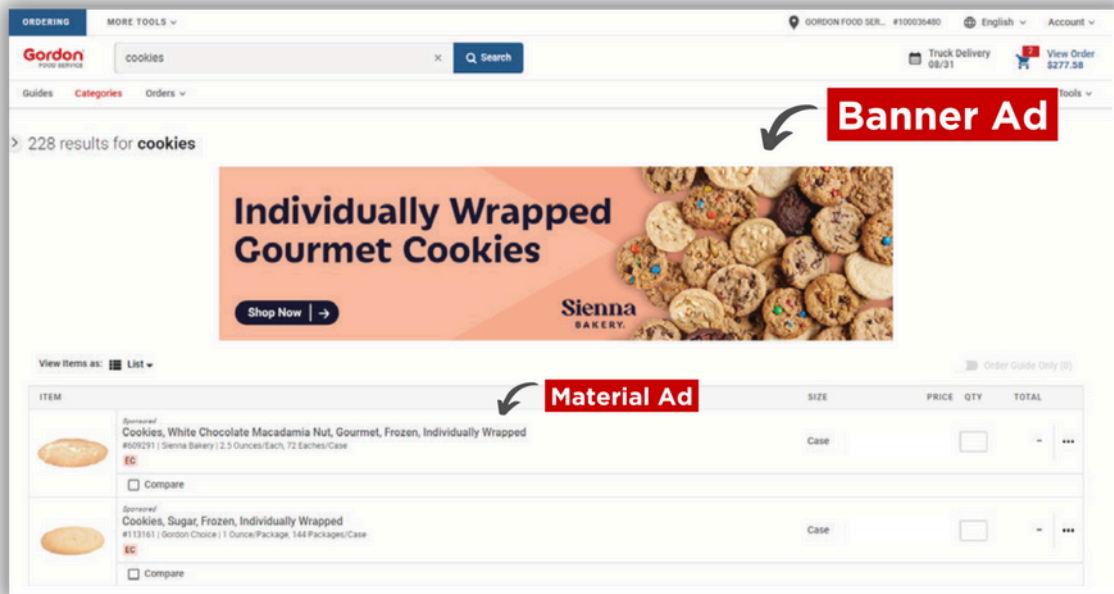 ORDERING MORE TOOLS GORDON FOOD SER... #100036480 English Account
Gordon FOOD SERVICE cookies × Search Truck Delivery 08/31 2 View Order $277.58
Guides Categories Orders Tools
Banner Ad
228 results for cookies
Individually Wrapped
Gourmet Cookies
Shop Now | →
Sienna
BAKERY.
View Items as: List Order Guide Only (0)
Material Ad
ITEM SIZE PRICE QTY TOTAL
Sponsored
Cookies, White Chocolate Macadamia Nut, Gourmet, Frozen, Individually Wrapped
#609291 | Sienna Bakery | 2.5 Ounces/Each, 72 Eaches/Case
EC
Case - •••
Compare
Sponsored
Cookies, Sugar, Frozen, Individually Wrapped
#113161 | Gordon Choice | 1 Ounce/Package, 144 Packages/Case
EC
Case - •••
Compare